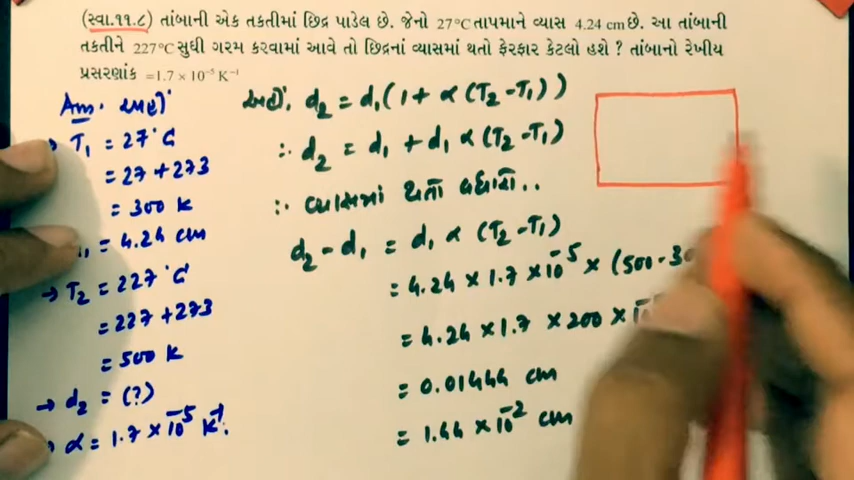 (સ્વા.૧૧.૮) તાંબાની એક તકતીમાં છિદ્ર પાડેલ છે. જેનો 27°C તાપમાને વ્યાસ 4.24 cm છે. આ તાંબાની
તકતીને 227°C સુધી ગરમ કરવામાં આવે તો છિદ્રનાં વ્યાસમાં થતો ફેરફાર કેટલો હશે ? તાંબાનો રેખીય
પ્રસરણાંક =1.7 × 10⁻⁵ K⁻¹
Ans. અહીં
T₁ = 27°C
= 27 + 273
= 300 K
= 4.24 cm
→ T₂ = 227°C
= 227 + 273
= 500 K
→ d₂ = (?)
α = 1.7 × 10⁻⁵ K⁻¹.
અહીં, d₂ = d₁(1 + α (T₂ - T₁))
∴ d₂ = d₁ + d₁ α (T₂ - T₁)
∴ વ્યાસમાં થતો વધારો..
d₂ - d₁ = d₁ α (T₂ - T₁)
= 4.24 × 1.7 × 10⁻⁵ × (500 - 30
= 4.24 × 1.7 × 200 × 10
= 0.01444 cm
= 1.44 × 10⁻² cm